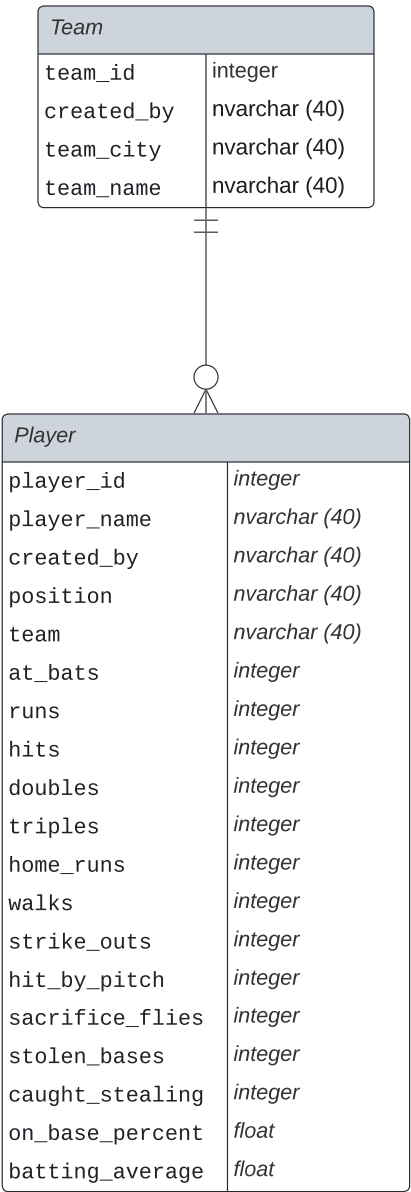 Team
team_id integer
created_by nvarchar (40)
team_city nvarchar (40)
team_name nvarchar (40)
Player
player_id integer
player_name nvarchar (40)
created_by nvarchar (40)
position nvarchar (40)
team nvarchar (40)
at_bats integer
runs integer
hits integer
doubles integer
triples integer
home_runs integer
walks integer
strike_outs integer
hit_by_pitch integer
sacrifice_flies integer
stolen_bases integer
caught_stealing integer
on_base_percent float
batting_average float